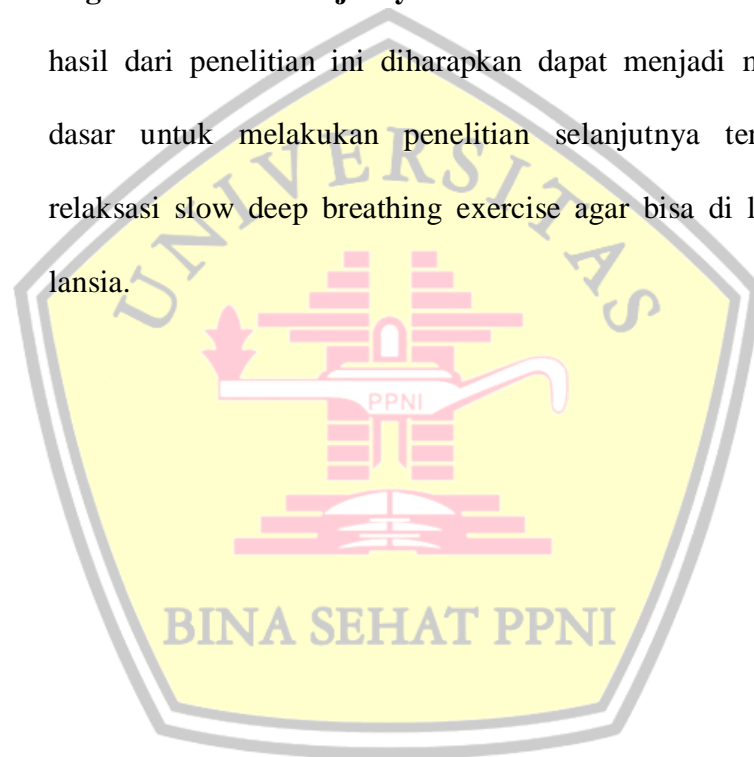 hasil dari penelitian ini diharapkan dapat menjadi
dasar untuk melakukan penelitian selanjutnya
relaksasi slow deep breathing exercise agar bisa di
lansia.
UNIVERSITAS
PPNI
BINA SEHAT PPNI